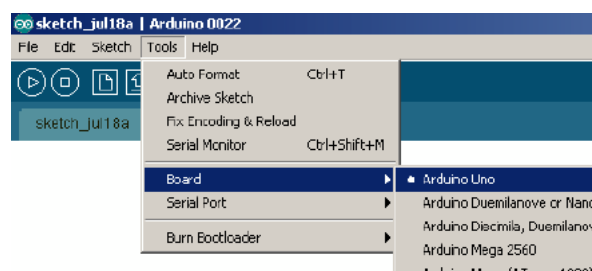 sketch_jul18a | Arduino 0022
File Edit Sketch Tools Help
sketch_jul18a
Auto Format Ctrl+T
Archive Sketch
Fix Encoding & Reload
Serial Monitor Ctrl+Shift+M
Board
Serial Port
Burn Bootloader
Arduino Uno
Arduino Duemilanove or Nano
Arduino Diecimila, Duemilanov
Arduino Mega 2560